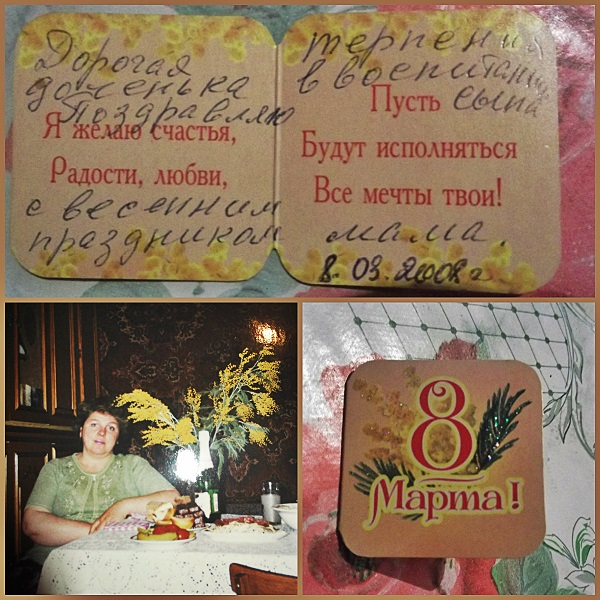 Дорогая
доченька
Поздравляю
Я желаю счастья,
Радости, любви,
с весенним
праздником
терпения
в воспитании
Пусть сына
Будут исполняться
Все мечты твои!
мама.
8.03.2008 г
8
Марта!